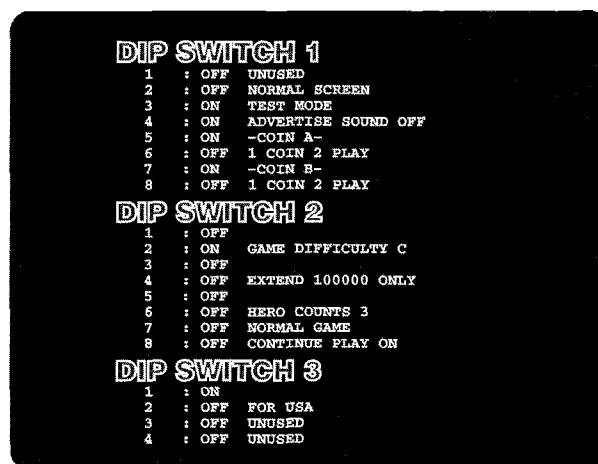 DIP SWITCH 1
1 : OFF UNUSED
2 : OFF NORMAL SCREEN
3 : ON TEST MODE
4 : ON ADVERTISE SOUND OFF
5 : ON -COIN A-
6 : OFF 1 COIN 2 PLAY
7 : ON -COIN B-
8 : OFF 1 COIN 2 PLAY
DIP SWITCH 2
1 : OFF
2 : ON GAME DIFFICULTY C
3 : OFF
4 : OFF EXTEND 100000 ONLY
5 : OFF
6 : OFF HERO COUNTS 3
7 : OFF NORMAL GAME
8 : OFF CONTINUE PLAY ON
DIP SWITCH 3
1 : ON
2 : OFF FOR USA
3 : OFF UNUSED
4 : OFF UNUSED